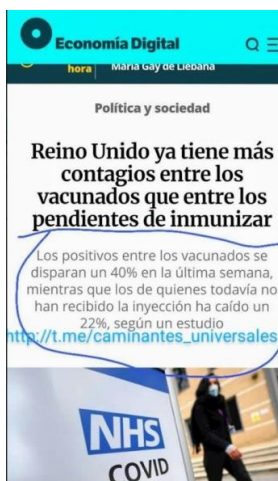 Economía Digital
hora
María Gay de Liébana
Política y sociedad
Reino Unido ya tiene más
contagios entre los
vacunados que entre los
pendientes de inmunizar
Los positivos entre los vacunados se
disparan un 40% en la última semana,
mientras que los de quienes todavía no
han recibido la inyección ha caído un
22%, según un estudio
http://t.me/caminantes_universales
NHS
COVID